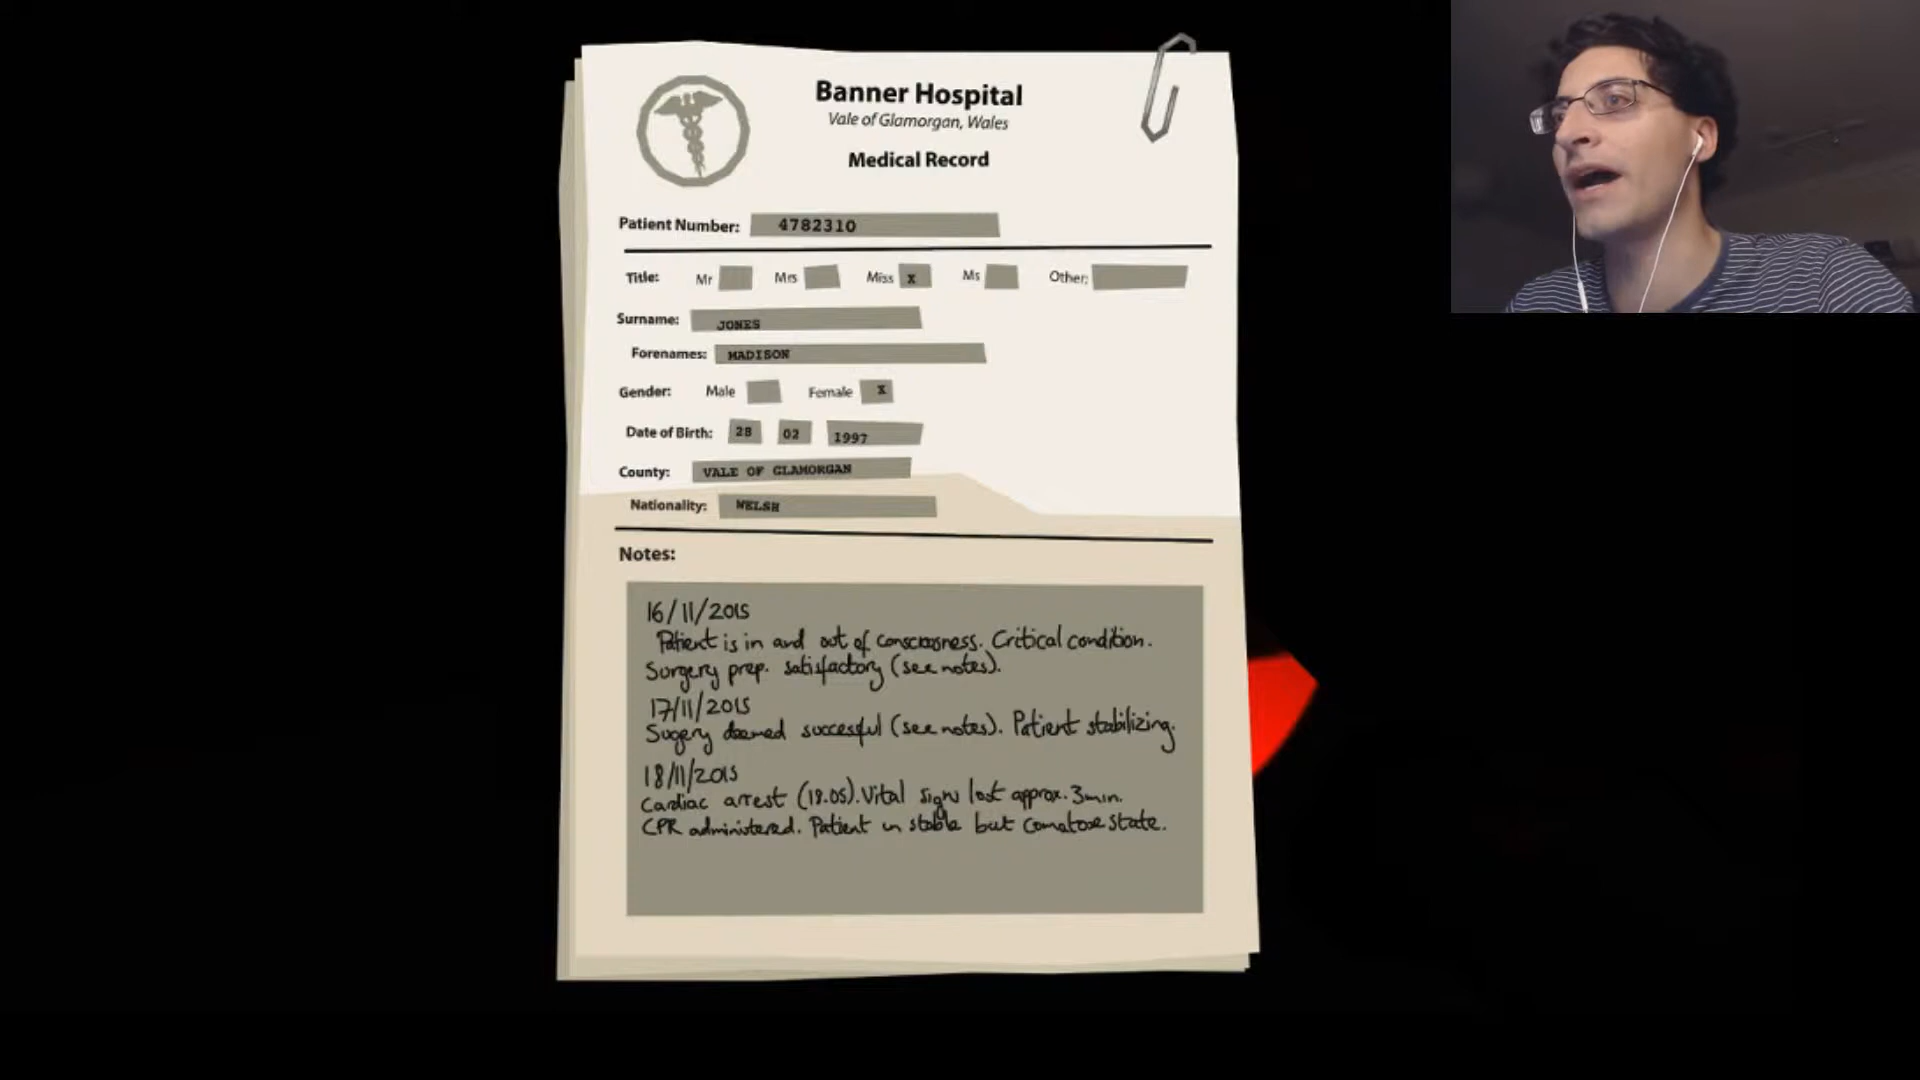 Banner Hospital
Vale of Glamorgan, Wales
Medical Record
Patient Number: 4782310
Title: Mr Mrs Miss x Ms Other:
Surname: JONES
Forenames: MADISON
Gender: Male Female x
Date of Birth: 28 02 1997
County: VALE OF GLAMORGAN
Nationality: WELSH
Notes:
16/11/2015
Patient is in and out of consciousness. Critical condition.
Surgery prep. satisfactory (see notes).
17/11/2015
Sugery deemed succesful (see notes). Patient stabilizing.
18/11/2015
Cardiac arrest (18.05). Vital signs lost approx. 3min.
CPR administered. Patient in stable but comatose state.